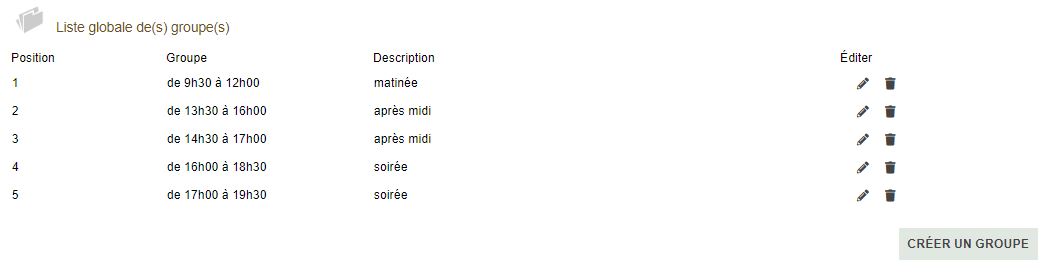 Liste globale de(s) groupe(s)
Position Groupe Description Éditer
1 de 9h30 à 12h00 matinée
2 de 13h30 à 16h00 après midi
3 de 14h30 à 17h00 après midi
4 de 16h00 à 18h30 soirée
5 de 17h00 à 19h30 soirée
CRÉER UN GROUPE